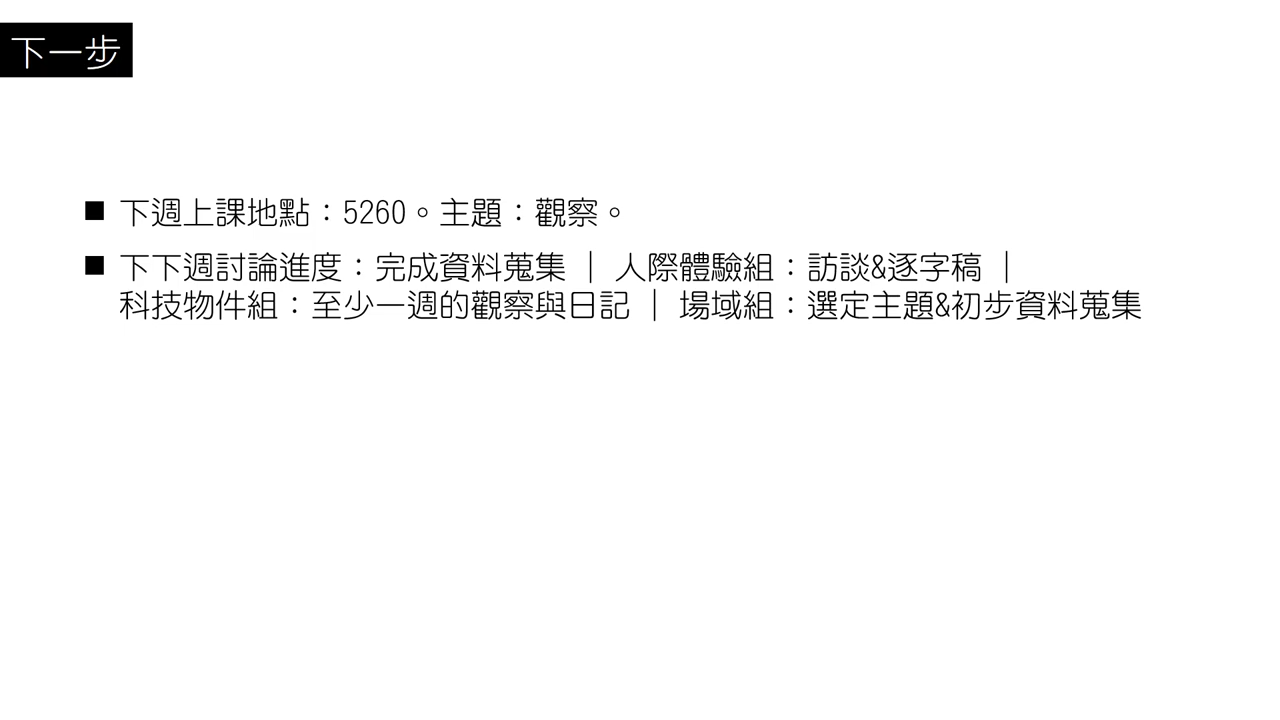 下一步
■ 下週上課地點：5260。主題：觀察。
■ 下下週討論進度：完成資料蒐集 ｜ 人際體驗組：訪談&逐字稿 ｜
科技物件組：至少一週的觀察與日記 ｜ 場域組：選定主題&初步資料蒐集